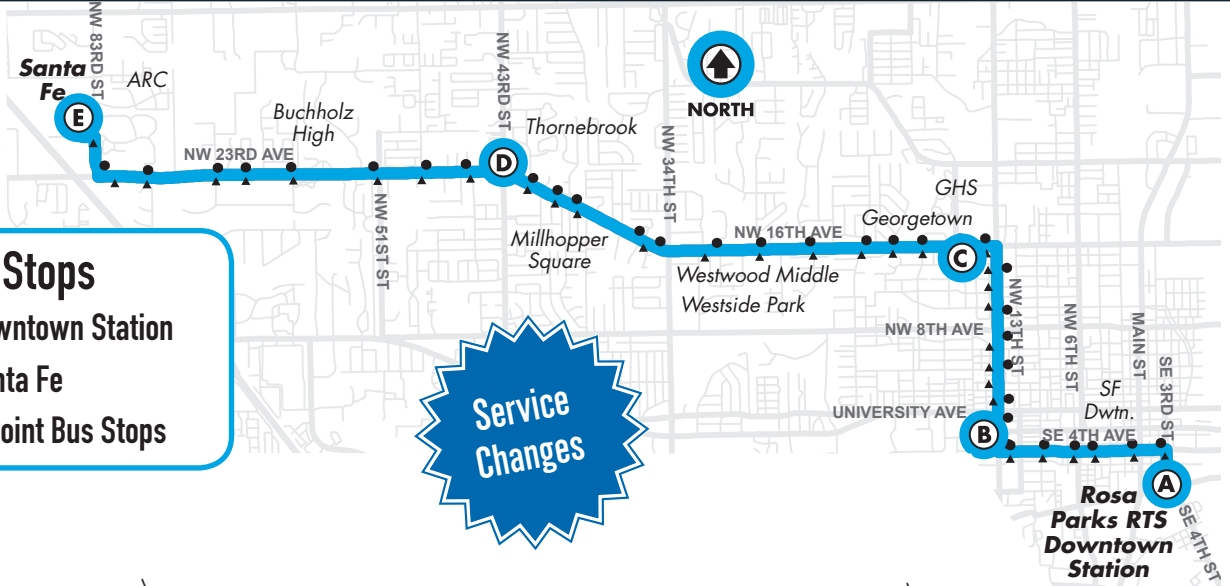 NW 83RD ST
Santa
Fe
E
ARC
Buchholz
High
NW 23RD AVE
NW 51ST ST
NW 43RD ST
D
Thornebrook
Millhopper
Square
NORTH
NW 34TH ST
NW 16TH AVE
Westwood Middle
Westside Park
GHS
Georgetown
C
NW 13TH ST
NW 8TH AVE
NW 6TH ST
MAIN ST
SE 3RD ST
UNIVERSITY AVE
B
SF
Dwtn.
SE 4TH AVE
A
Rosa
Parks RTS
Downtown
Station
SE 4TH ST
Stops
wntown Station
nta Fe
oint Bus Stops
Service
Changes